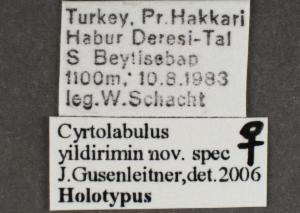 Turkey, Pr. Hakkari
Habur Deresi-Tal
S Beytisebap
1100m, 10.8.1983
leg. W. Schacht
Cyrtolabulus ♀
yildirimin nov. spec
J.Gusenleitner, det. 2006
Holotypus